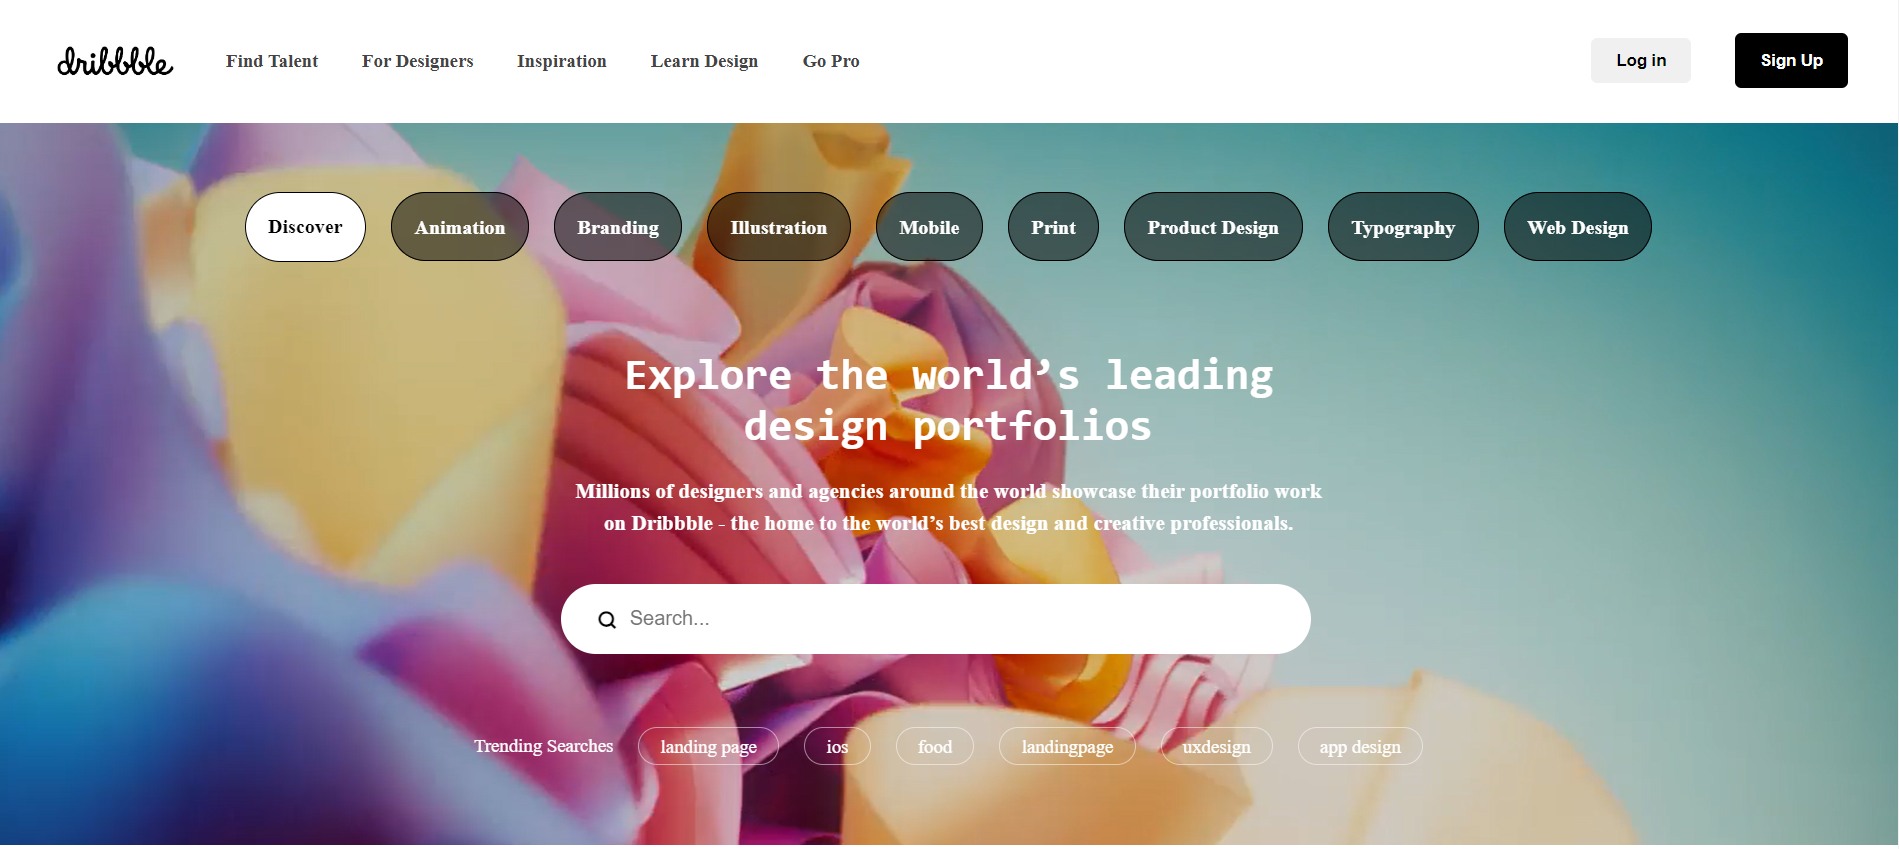 dribbble Find Talent For Designers Inspiration Learn Design Go Pro Log in Sign Up
Discover Animation Branding Illustration Mobile Print Product Design Typography Web Design
Explore the world’s leading
design portfolios
Millions of designers and agencies around the world showcase their portfolio work
on Dribbble - the home to the world’s best design and creative professionals.
Search...
Trending Searches landing page ios food landingpage uxdesign app design